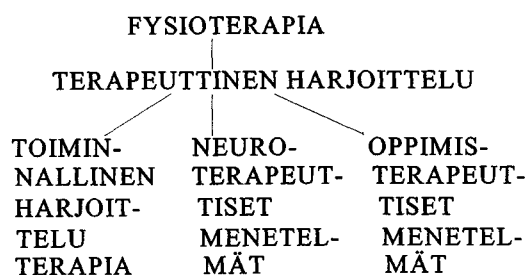 FYSIOTERAPIA
TERAPEUTTINEN HARJOITTELU
TOIMIN-
NALLINEN
HARJOIT-
TELU
TERAPIA
NEURO-
TERAPEUT-
TISET
MENETEL-
MÄT
OPPIMIS-
TERAPEUT-
TISET
MENETEL-
MÄT